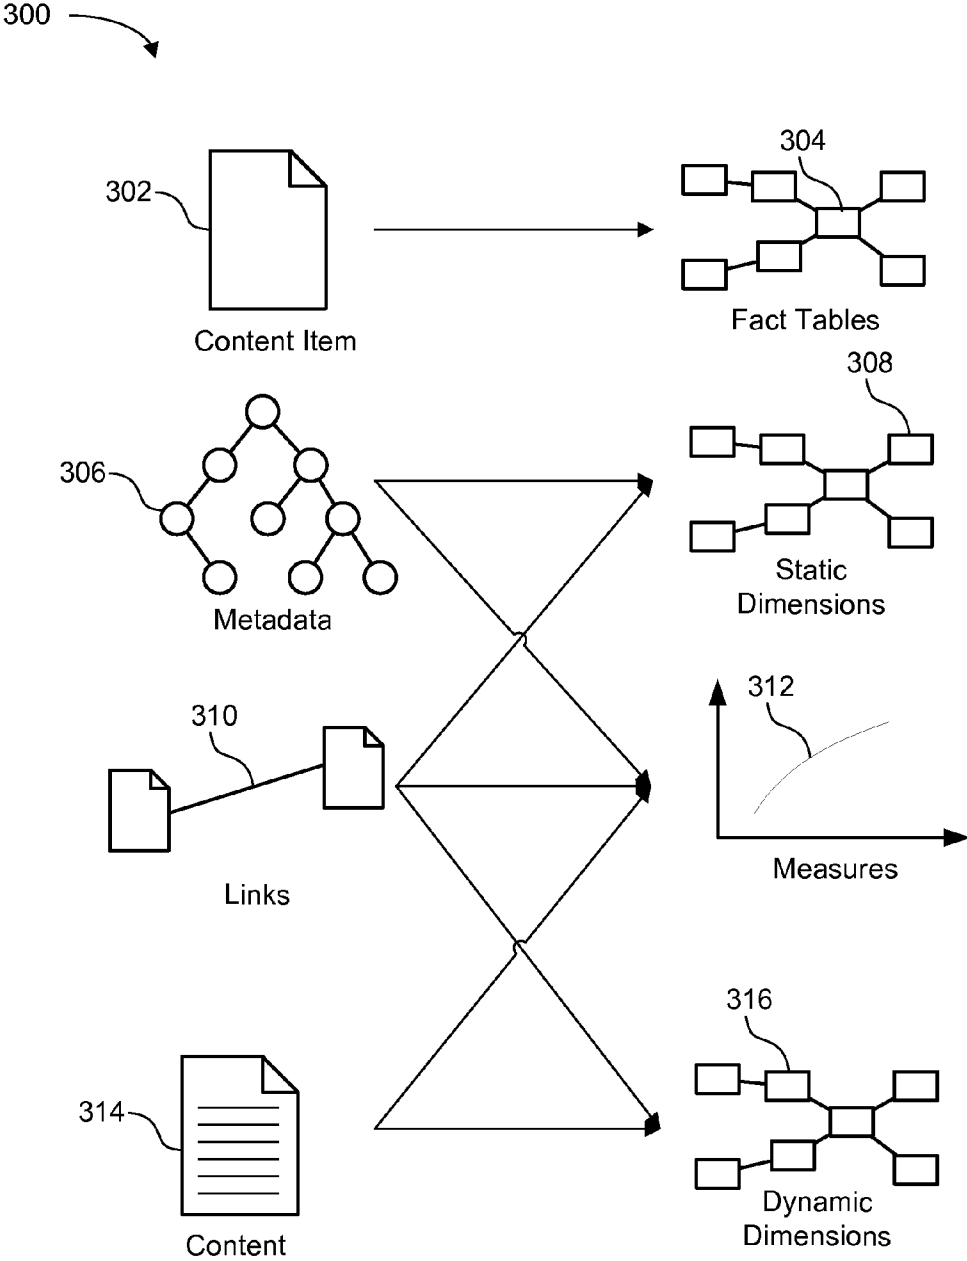 300
304
302
Fact Tables
Content Item
308
306
Static
Dimensions
Metadata
312
310
Measures
Links
316
314
Dynamic
Dimensions
Content